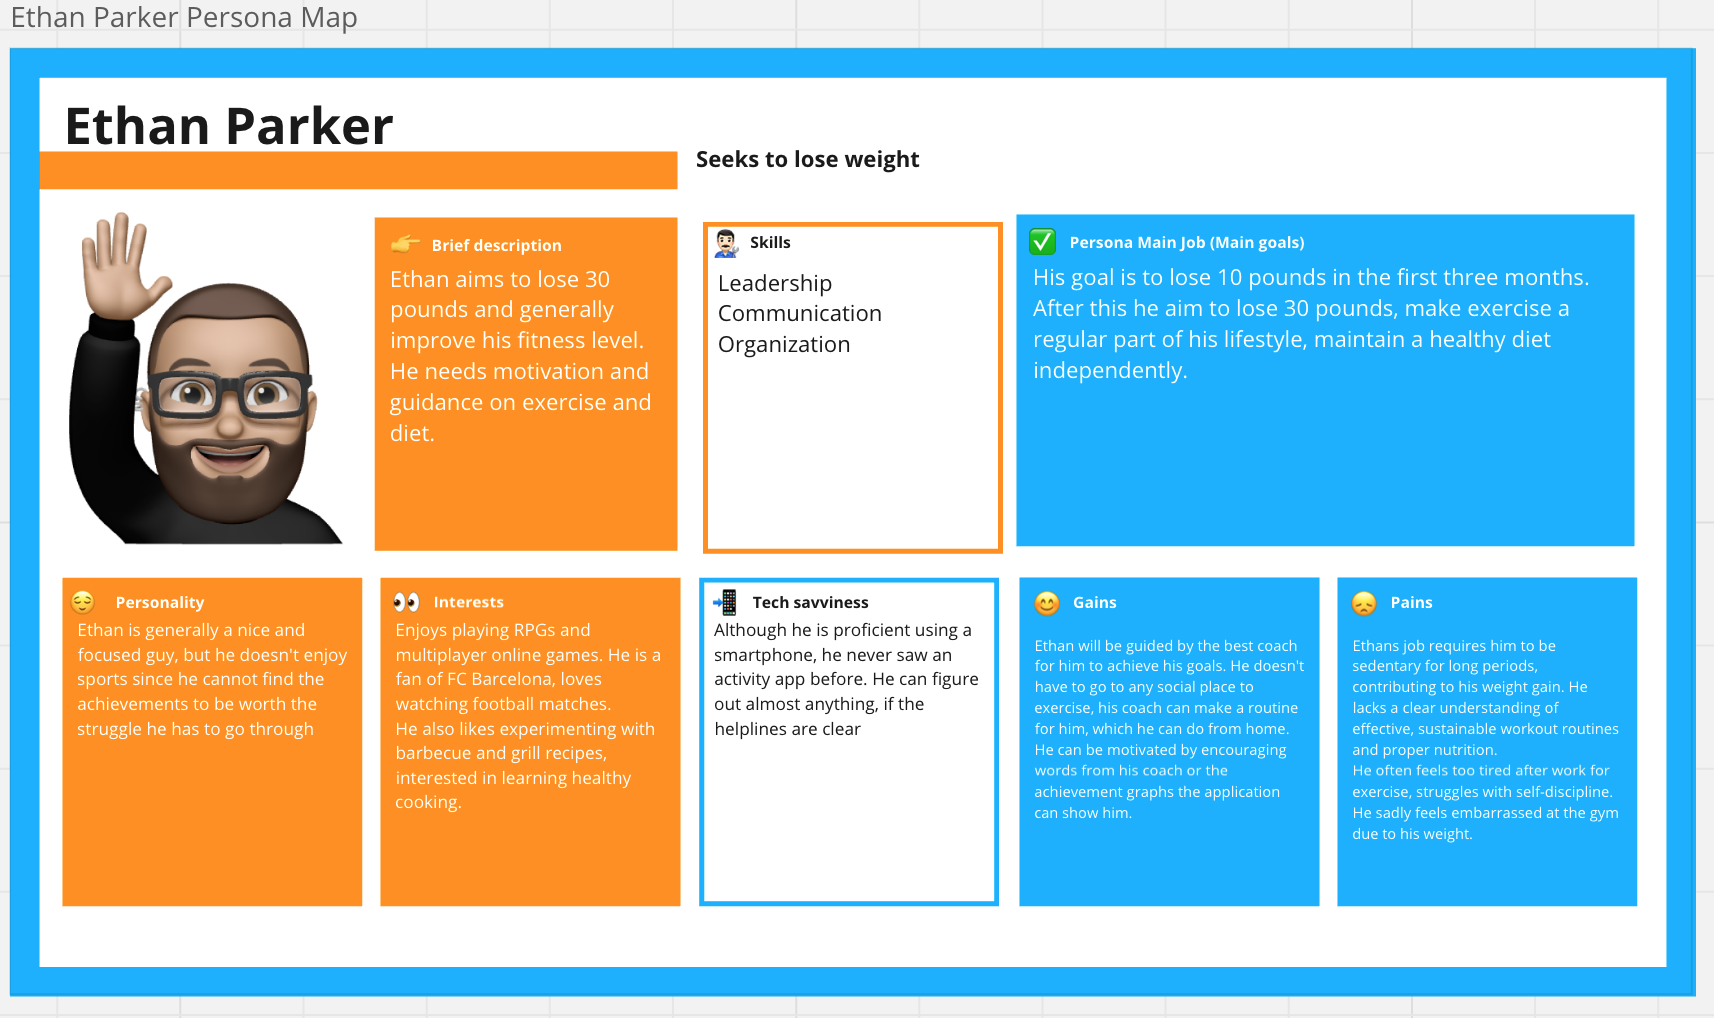 Ethan Parker Persona Map
Ethan Parker
Seeks to lose weight
Brief description
Ethan aims to lose 30
pounds and generally
improve his fitness level.
He needs motivation and
guidance on exercise and
diet.
Skills
Leadership
Communication
Organization
Persona Main Job (Main goals)
His goal is to lose 10 pounds in the first three months.
After this he aim to lose 30 pounds, make exercise a
regular part of his lifestyle, maintain a healthy diet
independently.
Personality
Ethan is generally a nice and
focused guy, but he doesn't enjoy
sports since he cannot find the
achievements to be worth the
struggle he has to go through
Interests
Enjoys playing RPGs and
multiplayer online games. He is a
fan of FC Barcelona, loves
watching football matches.
He also likes experimenting with
barbecue and grill recipes,
interested in learning healthy
cooking.
Tech savviness
Although he is proficient using a
smartphone, he never saw an
activity app before. He can figure
out almost anything, if the
helplines are clear
Gains
Ethan will be guided by the best coach
for him to achieve his goals. He doesn't
have to go to any social place to
exercise, his coach can make a routine
for him, which he can do from home.
He can be motivated by encouraging
words from his coach or the
achievement graphs the application
can show him.
Pains
Ethans job requires him to be
sedentary for long periods,
contributing to his weight gain. He
lacks a clear understanding of
effective, sustainable workout routines
and proper nutrition.
He often feels too tired after work for
exercise, struggles with self-discipline.
He sadly feels embarrassed at the gym
due to his weight.